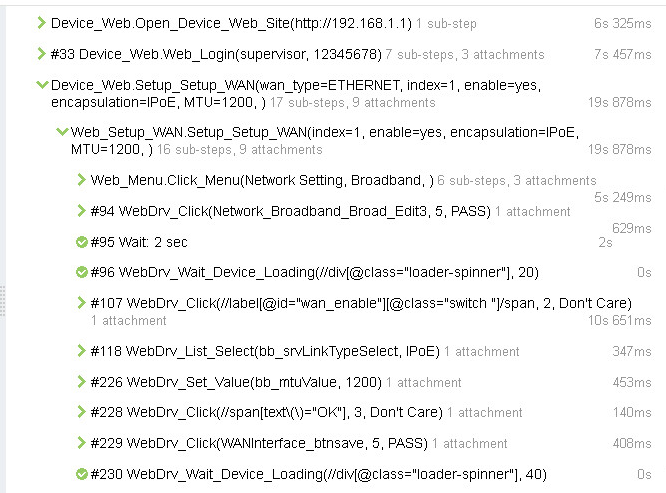 Device_Web.Open_Device_Web_Site(http://192.168.1.1) 1 sub-step 6s 325ms
#33 Device_Web.Web_Login(supervisor, 12345678) 7 sub-steps, 3 attachments 7s 457ms
Device_Web.Setup_Setup_WAN(wan_type=ETHERNET, index=1, enable=yes,
encapsulation=IPoE, MTU=1200, ) 17 sub-steps, 9 attachments 19s 878ms
Web_Setup_WAN.Setup_Setup_WAN(index=1, enable=yes, encapsulation=IPoE,
MTU=1200, ) 16 sub-steps, 9 attachments 19s 878ms
Web_Menu.Click_Menu(Network Setting, Broadband, ) 6 sub-steps, 3 attachments
5s 249ms
#94 WebDrv_Click(Network_Broadband_Broad_Edit3, 5, PASS) 1 attachment
629ms
#95 Wait: 2 sec 2s
#96 WebDrv_Wait_Device_Loading(//div[@class="loader-spinner"], 20) 0s
#107 WebDrv_Click(//label[@id="wan_enable"][@class="switch "]/span, 2, Don't Care)
1 attachment 10s 651ms
#118 WebDrv_List_Select(bb_srvLinkTypeSelect, IPoE) 1 attachment 347ms
#226 WebDrv_Set_Value(bb_mtuValue, 1200) 1 attachment 453ms
#228 WebDrv_Click(//span[text\(\)="OK"], 3, Don't Care) 1 attachment 140ms
#229 WebDrv_Click(WANInterface_btnsave, 5, PASS) 1 attachment 408ms
#230 WebDrv_Wait_Device_Loading(//div[@class="loader-spinner"], 40) 0s